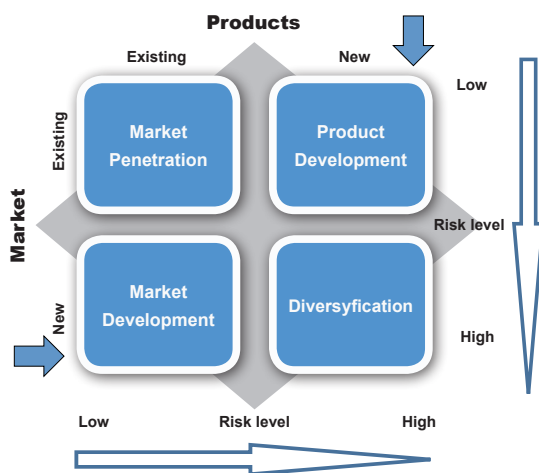 Products
Existing
New
Low
Existing
Market
Penetration
Product
Development
Market
Risk level
New
Market
Development
Diversyfication
High
Low
Risk level
High